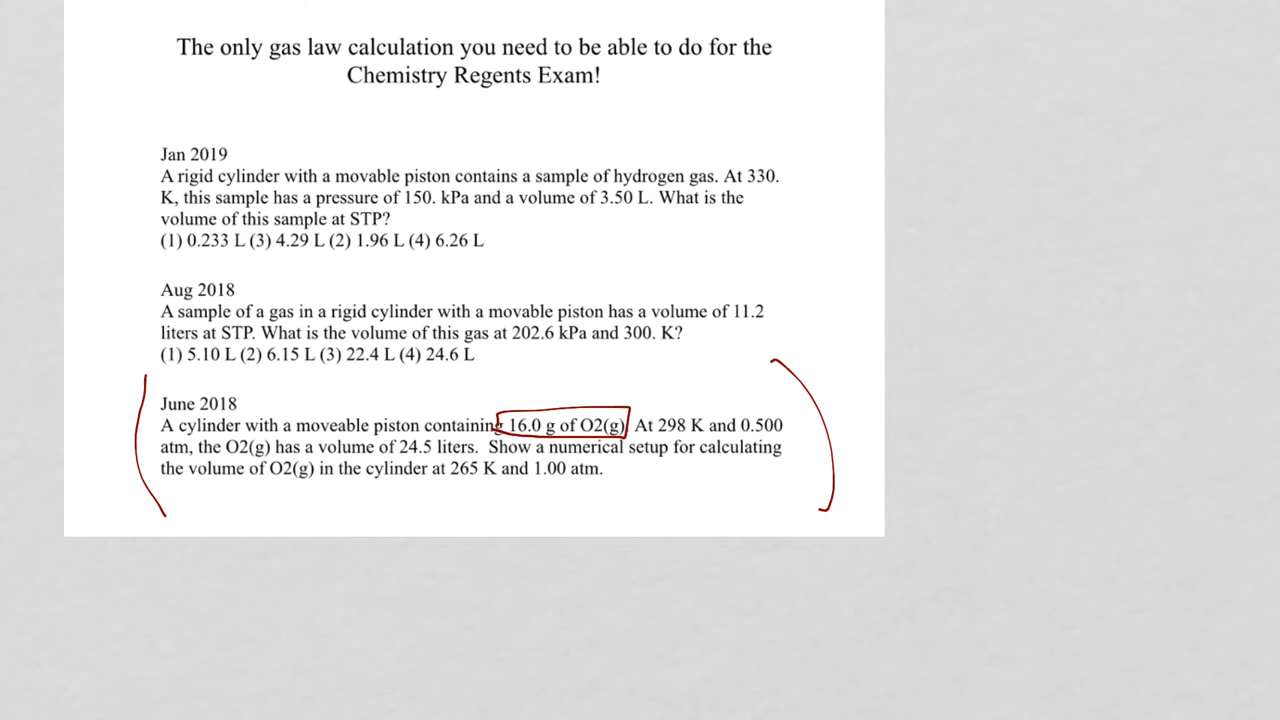 The only gas law calculation you need to be able to do for the
Chemistry Regents Exam!
Jan 2019
A rigid cylinder with a movable piston contains a sample of hydrogen gas. At 330.
K, this sample has a pressure of 150. kPa and a volume of 3.50 L. What is the
volume of this sample at STP?
(1) 0.233 L (3) 4.29 L (2) 1.96 L (4) 6.26 L
Aug 2018
A sample of a gas in a rigid cylinder with a movable piston has a volume of 11.2
liters at STP. What is the volume of this gas at 202.6 kPa and 300. K?
(1) 5.10 L (2) 6.15 L (3) 22.4 L (4) 24.6 L
June 2018
A cylinder with a moveable piston containing 16.0 g of O2(g). At 298 K and 0.500
atm, the O2(g) has a volume of 24.5 liters.  Show a numerical setup for calculating
the volume of O2(g) in the cylinder at 265 K and 1.00 atm.